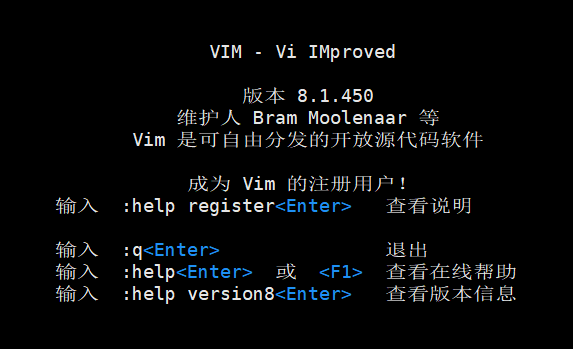 VIM - Vi IMproved
版本 8.1.450
维护人 Bram Moolenaar 等
Vim 是可自由分发的开放源代码软件
成为 Vim 的注册用户！
输入  :help register<Enter>   查看说明
输入  :q<Enter>               退出
输入  :help<Enter>  或  <F1>  查看在线帮助
输入  :help version8<Enter>   查看版本信息